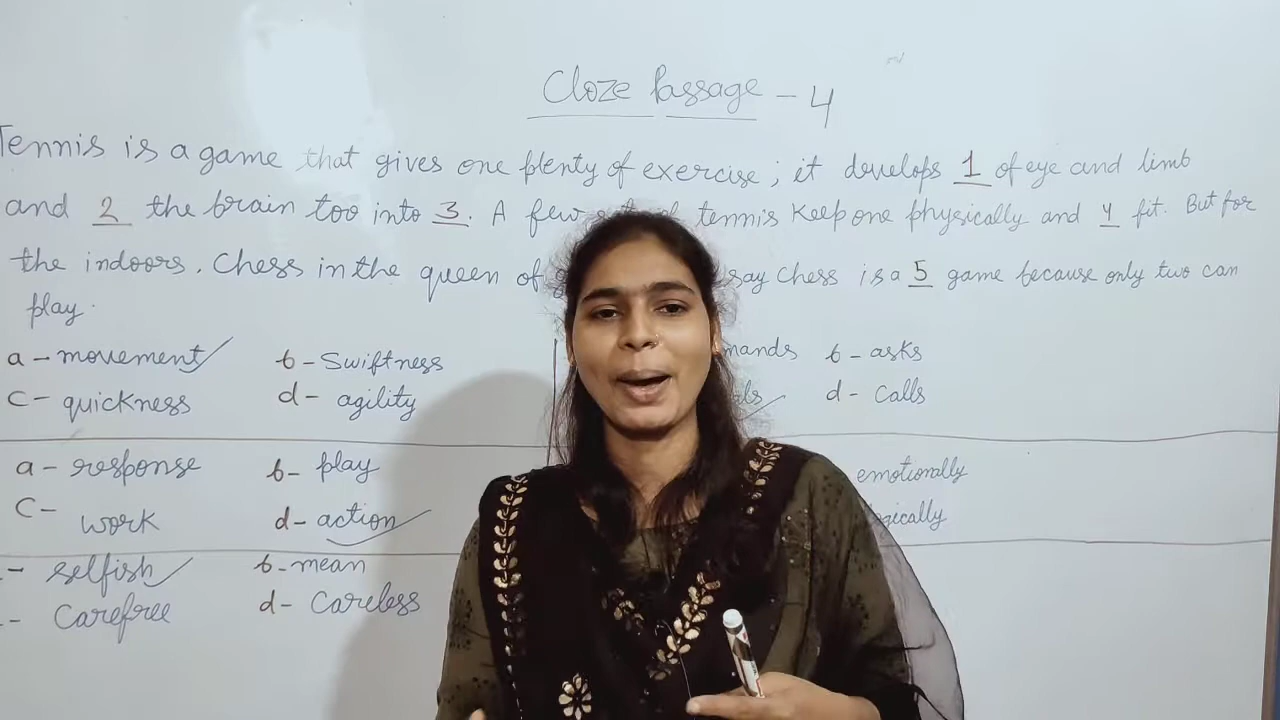 Cloze Passage - 4
Tennis is a game that gives one plenty of exercise; it develops 1 of eye and limb
and 2 the brain too into 3. A few tennis keep one physically and 4 fit. But for
the indoors. Chess in the queen of say Chess is a 5 game because only two can
play.
a - movement b - Swiftness
c - quickness d - agility
b - asks
d - Calls
a - response b - play
c - work d - action
emotionally
selfish b - mean
Carefree d - Careless